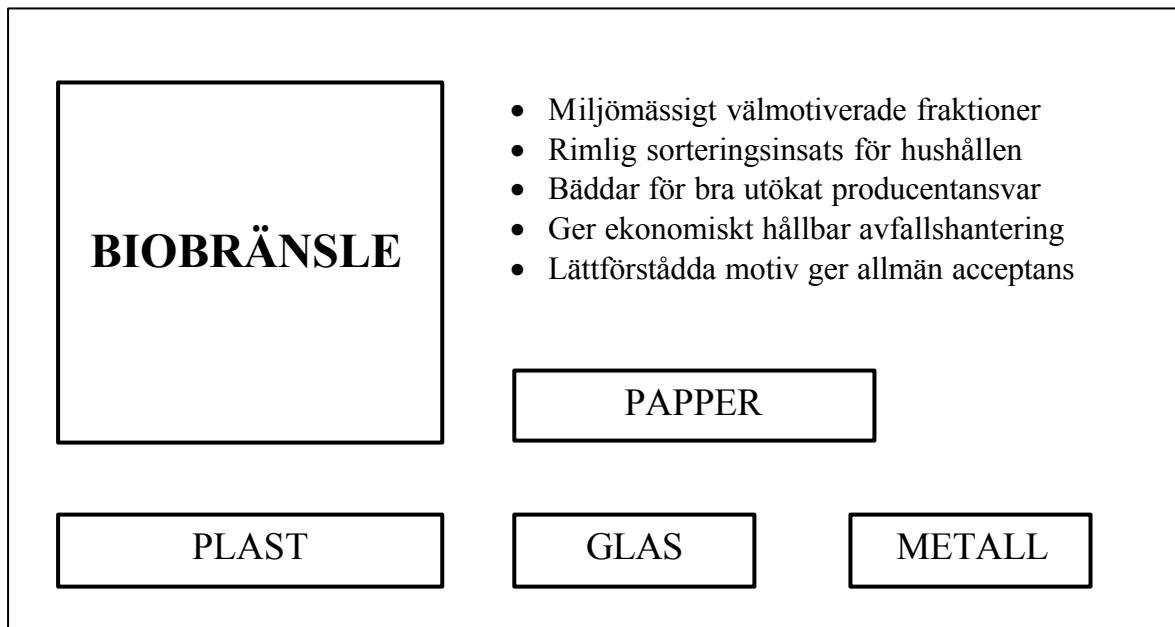 BIOBRÄNSLE
• Miljömässigt välmotiverade fraktioner
• Rimlig sorteringsinsats för hushållen
• Bäddar för bra utökat producentansvar
• Ger ekonomiskt hållbar avfallshantering
• Lättförstådda motiv ger allmän acceptans
PAPPER
PLAST
GLAS
METALL